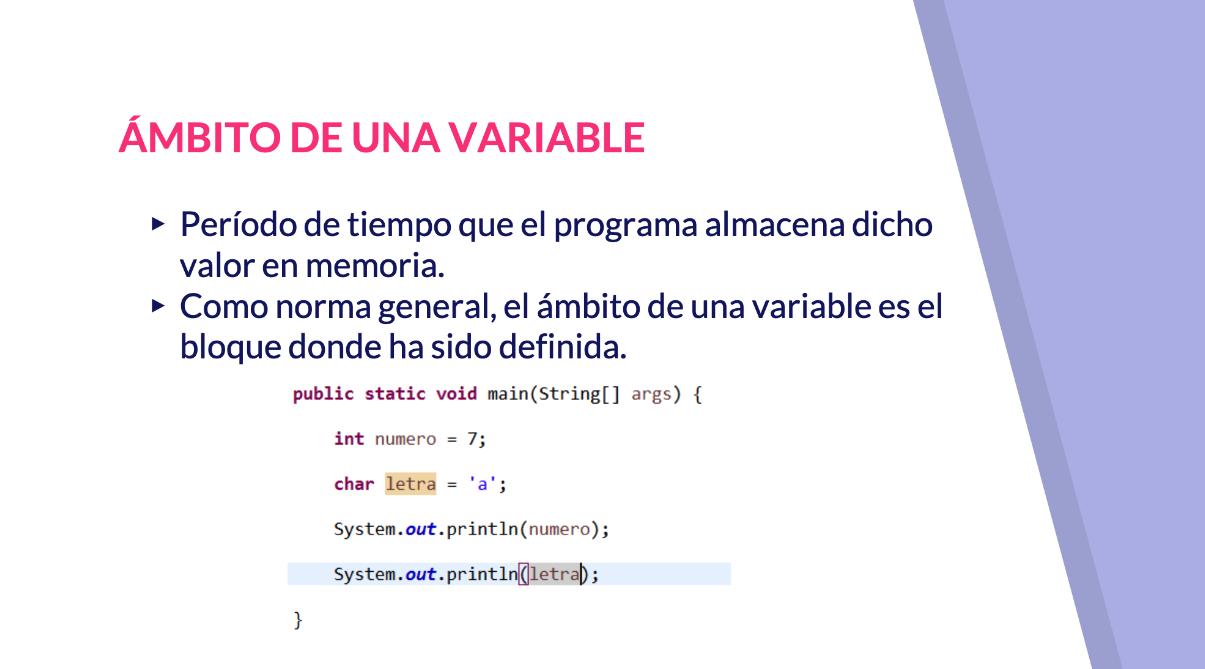 ÁMBITO DE UNA VARIABLE
▸ Período de tiempo que el programa almacena dicho
valor en memoria.
▸ Como norma general, el ámbito de una variable es el
bloque donde ha sido definida.
public static void main(String[] args) {
int numero = 7;
char letra = 'a';
System.out.println(numero);
System.out.println(letra);
}